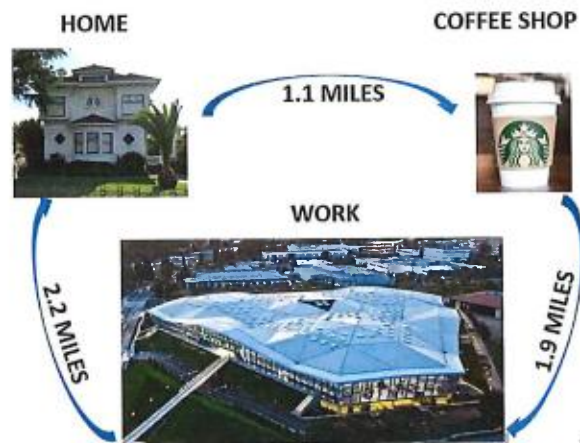 HOME
COFFEE SHOP
1.1 MILES
WORK
2.2 MILES
1.9 MILES